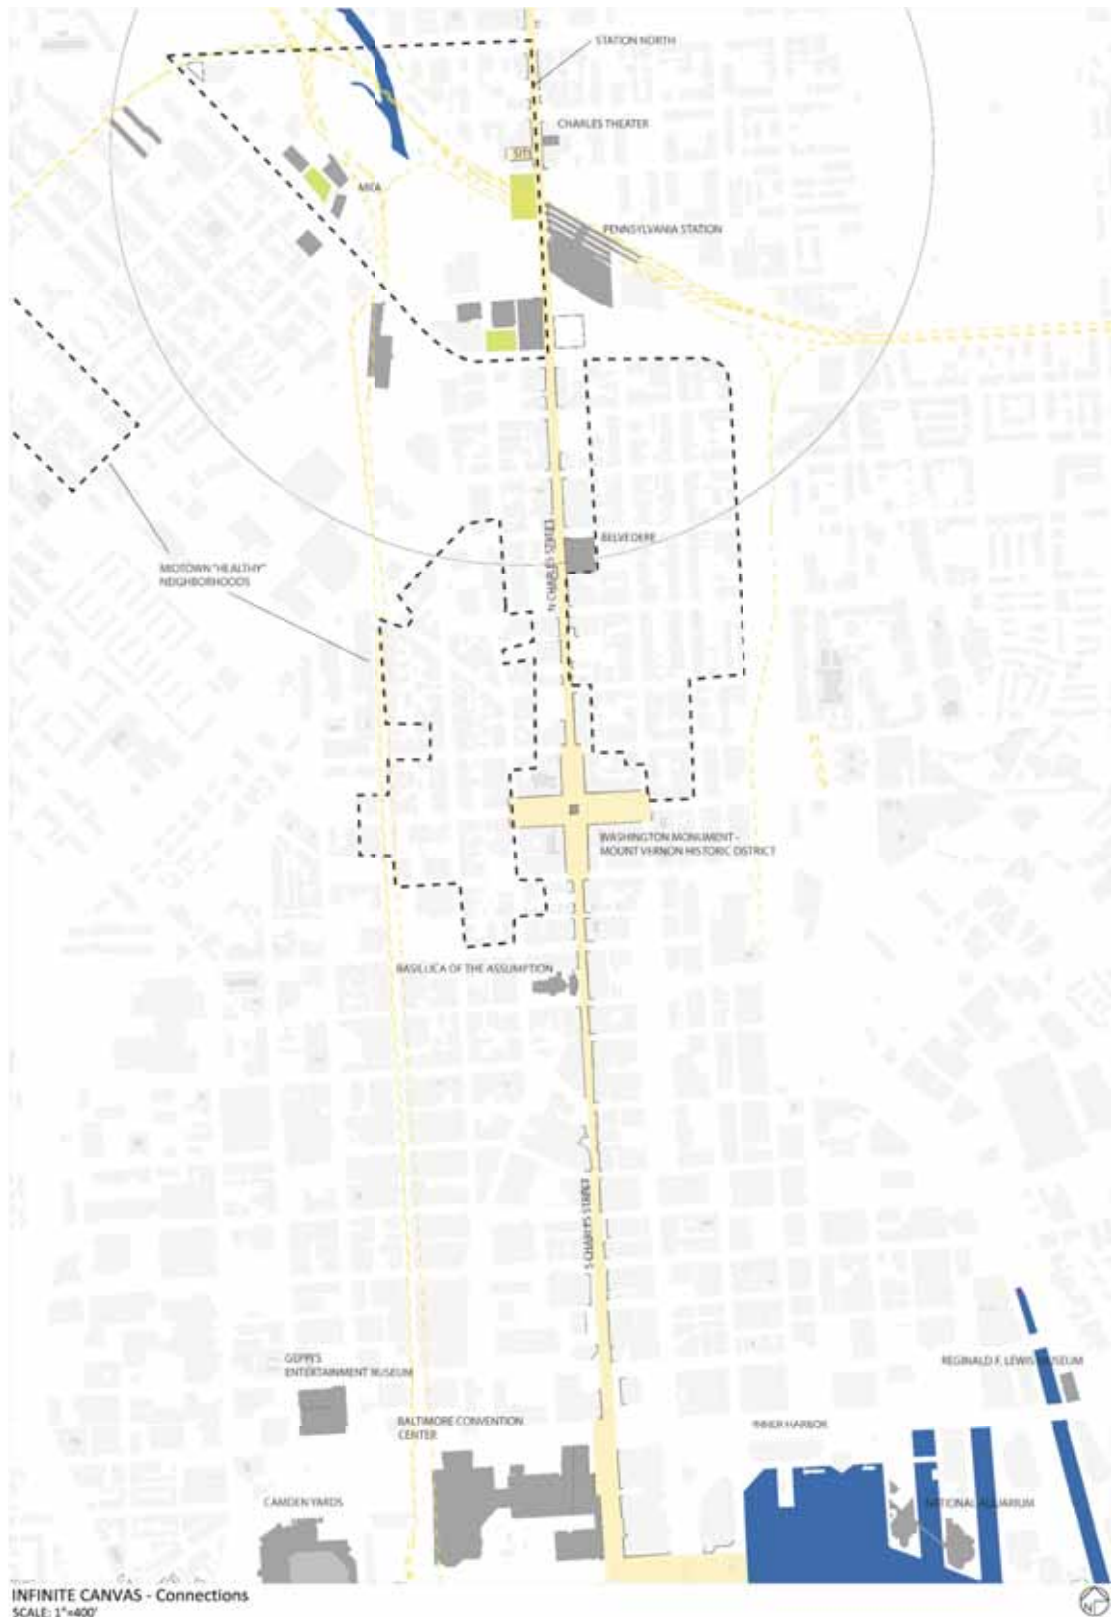 STATION NORTH
CHARLES THEATER
SITE
MICA
PENNSYLVANIA STATION
BELVEDERE
N CHARLES STREET
MIDTOWN "HEALTHY"
NEIGHBORHOODS
WASHINGTON MONUMENT -
MOUNT VERNON HISTORIC DISTRICT
BASILLICA OF THE ASSUMPTION
S CHARLES STREET
GEPPI'S
ENTERTAINMENT MUSEUM
REGINALD F. LEWIS MUSEUM
BALTIMORE CONVENTION
CENTER
INNER HARBOR
CAMDEN YARDS
NATIONAL AQUARIUM
INFINITE CANVAS - Connections
SCALE: 1"=400'
N